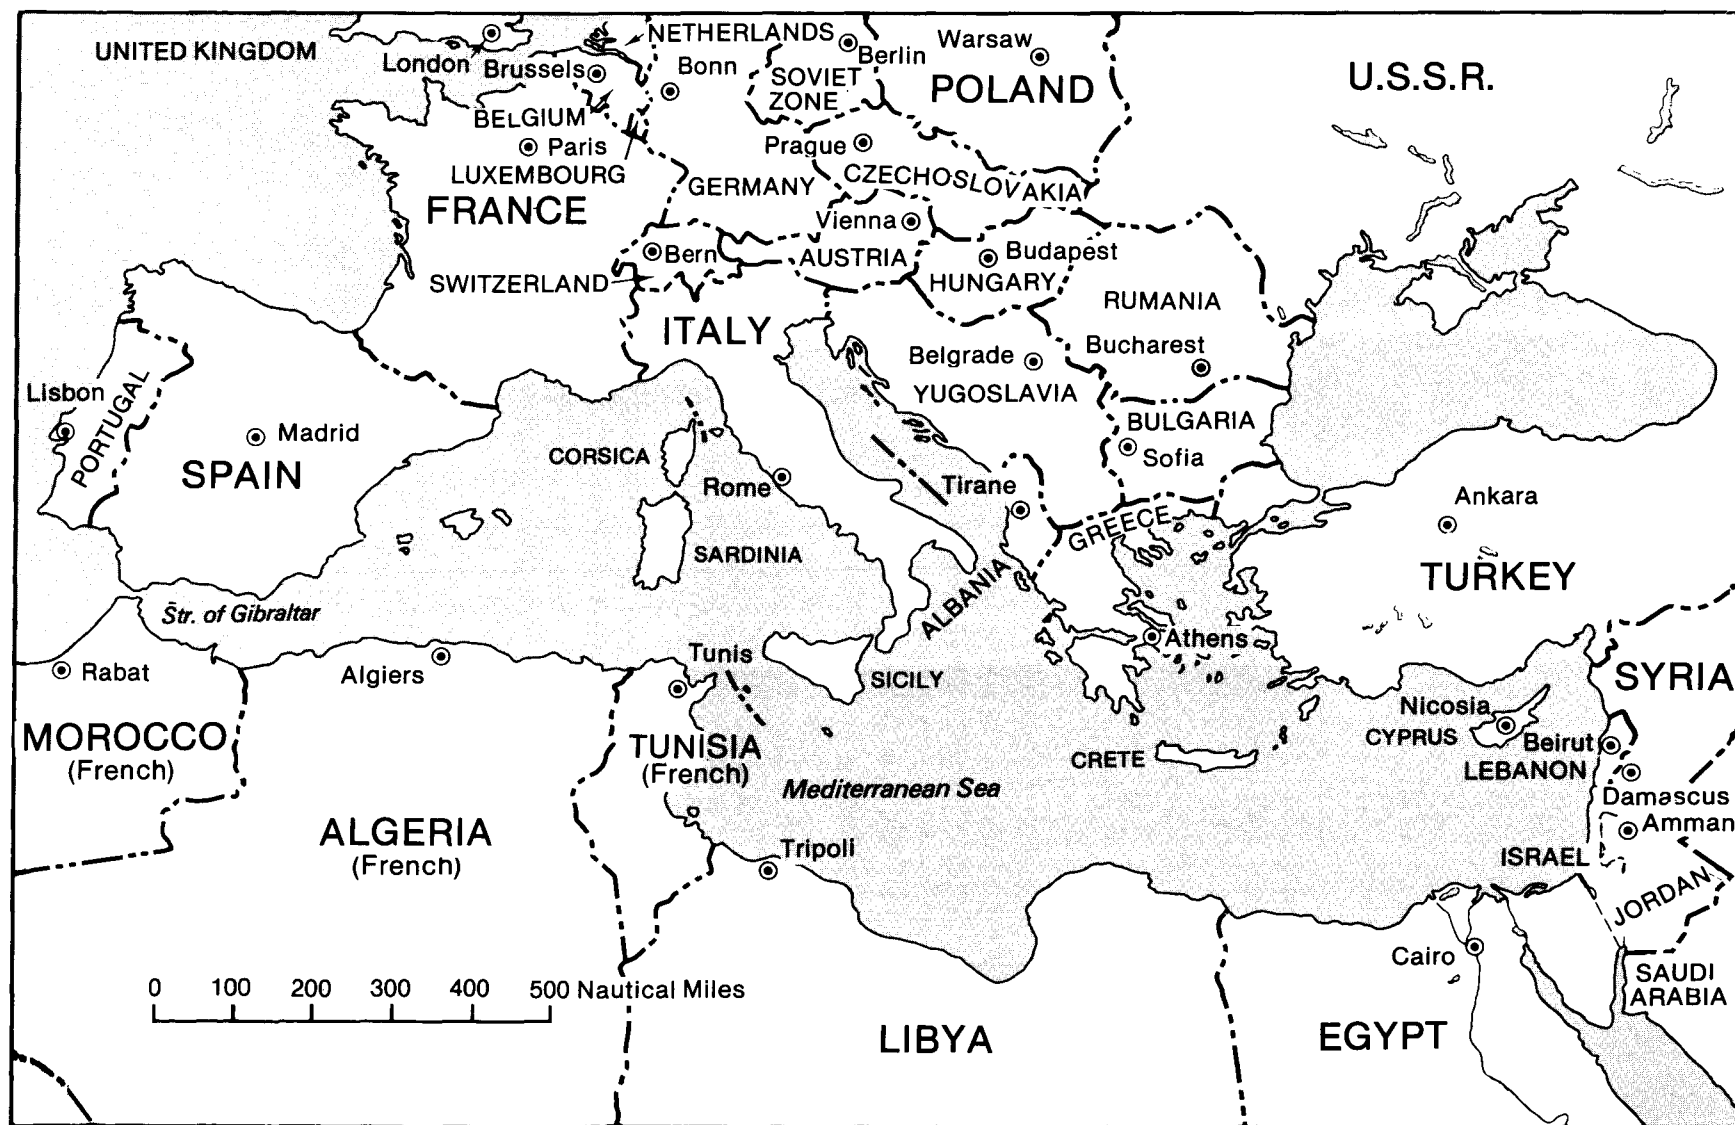 UNITED KINGDOM
London
Brussels
NETHERLANDS
Bonn
Berlin
SOVIET
ZONE
Warsaw
POLAND
U.S.S.R.
BELGIUM
Paris
LUXEMBOURG
FRANCE
Prague
GERMANY
CZECHOSLOVAKIA
Vienna
Bern
AUSTRIA
SWITZERLAND
Budapest
HUNGARY
RUMANIA
ITALY
Belgrade
YUGOSLAVIA
Bucharest
Lisbon
PORTUGAL
Madrid
SPAIN
CORSICA
Rome
BULGARIA
Sofia
Tirane
GREECE
Ankara
TURKEY
SARDINIA
ALBANIA
Str. of Gibraltar
Athens
Rabat
Algiers
Tunis
SICILY
SYRIA
Nicosia
CYPRUS
Beirut
LEBANON
MOROCCO
(French)
TUNISIA
(French)
CRETE
Mediterranean Sea
Damascus
Amman
ALGERIA
(French)
Tripoli
ISRAEL
JORDAN
Cairo
SAUDI
ARABIA
0 100 200 300 400 500 Nautical Miles
LIBYA
EGYPT